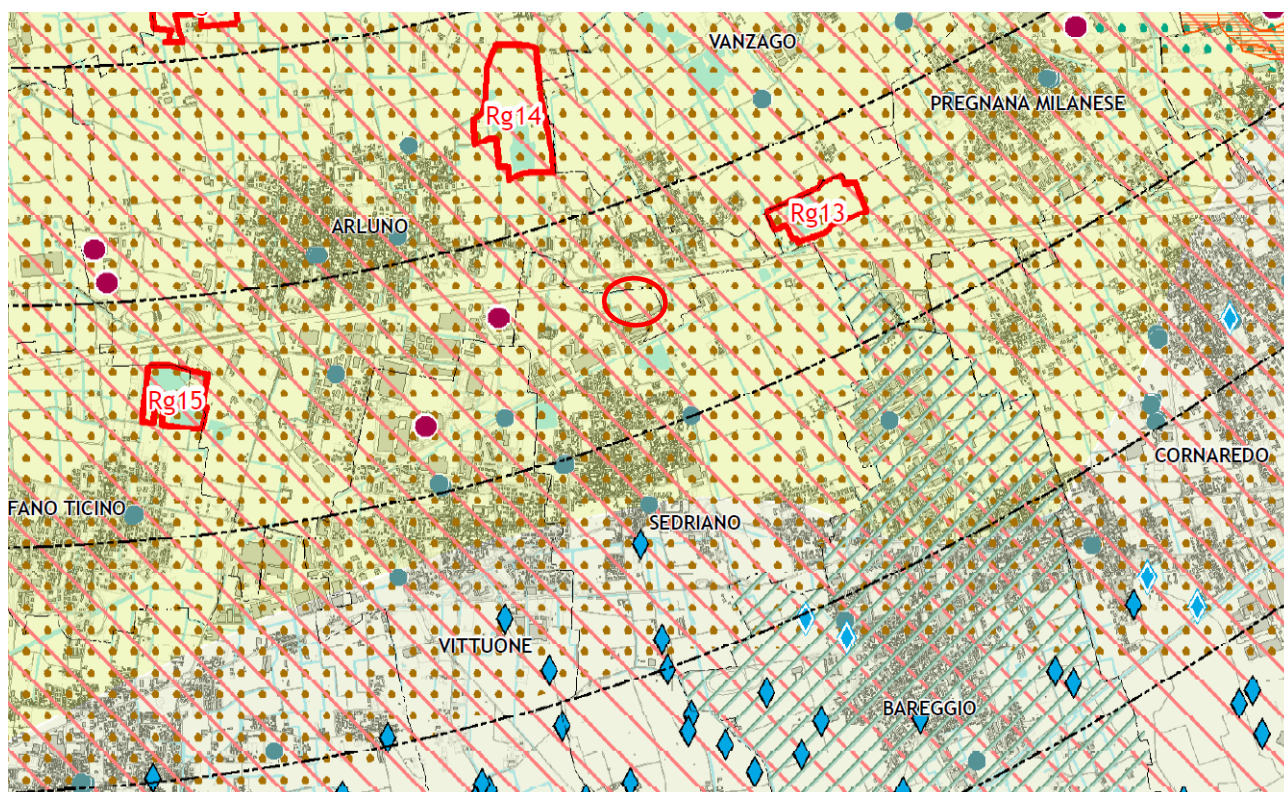 VANZAGO
PREGNANA MILANESE
Rg14
ARLUNO
Rg13
Rg15
CORNAREDO
FANO TICINO
SEDRIANO
VITTUONE
BAREGGIO